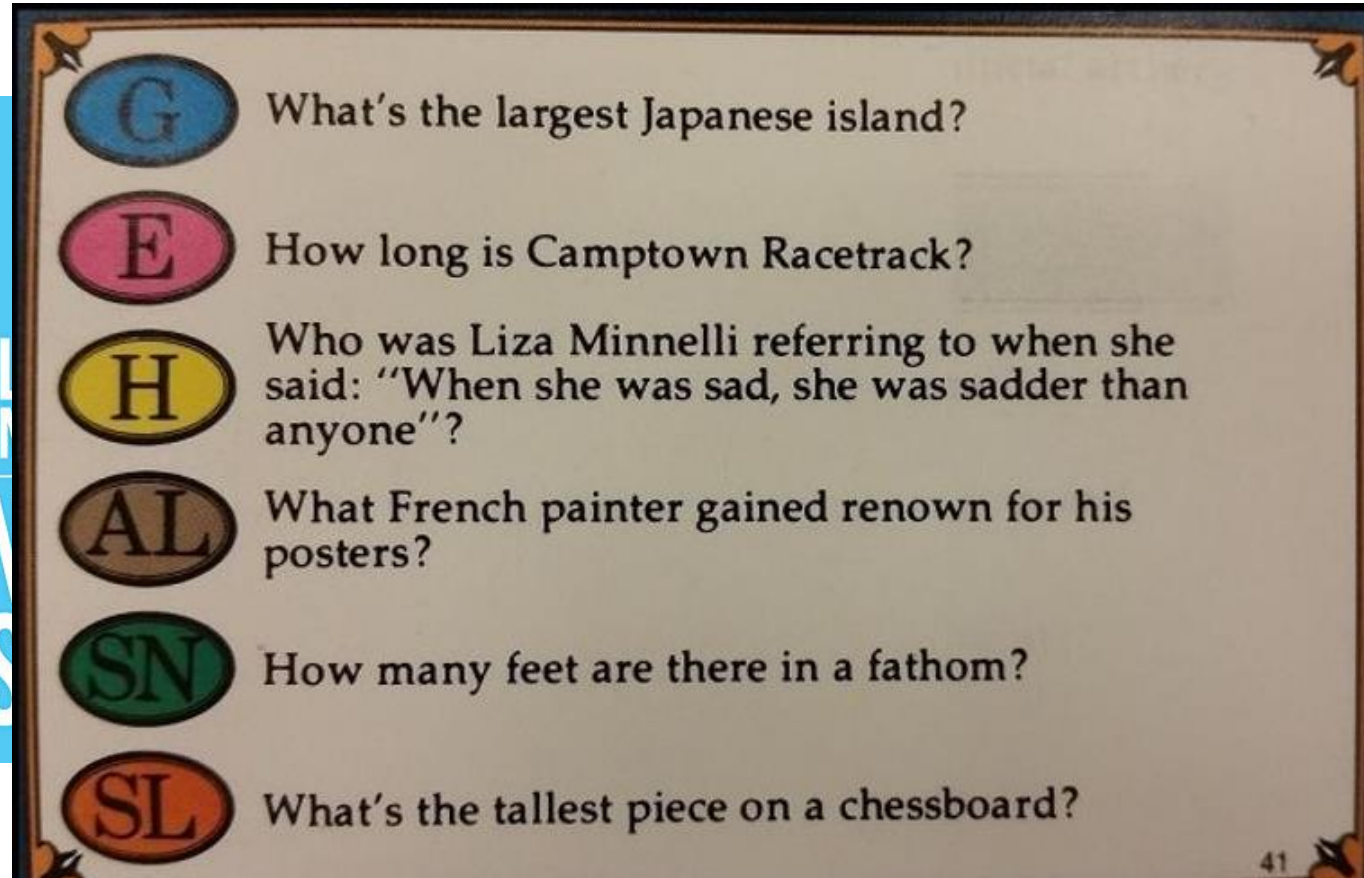 G What's the largest Japanese island?
E How long is Camptown Racetrack?
H Who was Liza Minnelli referring to when she
said: "When she was sad, she was sadder than
anyone"?
AL What French painter gained renown for his
posters?
SN How many feet are there in a fathom?
SL What's the tallest piece on a chessboard?
41